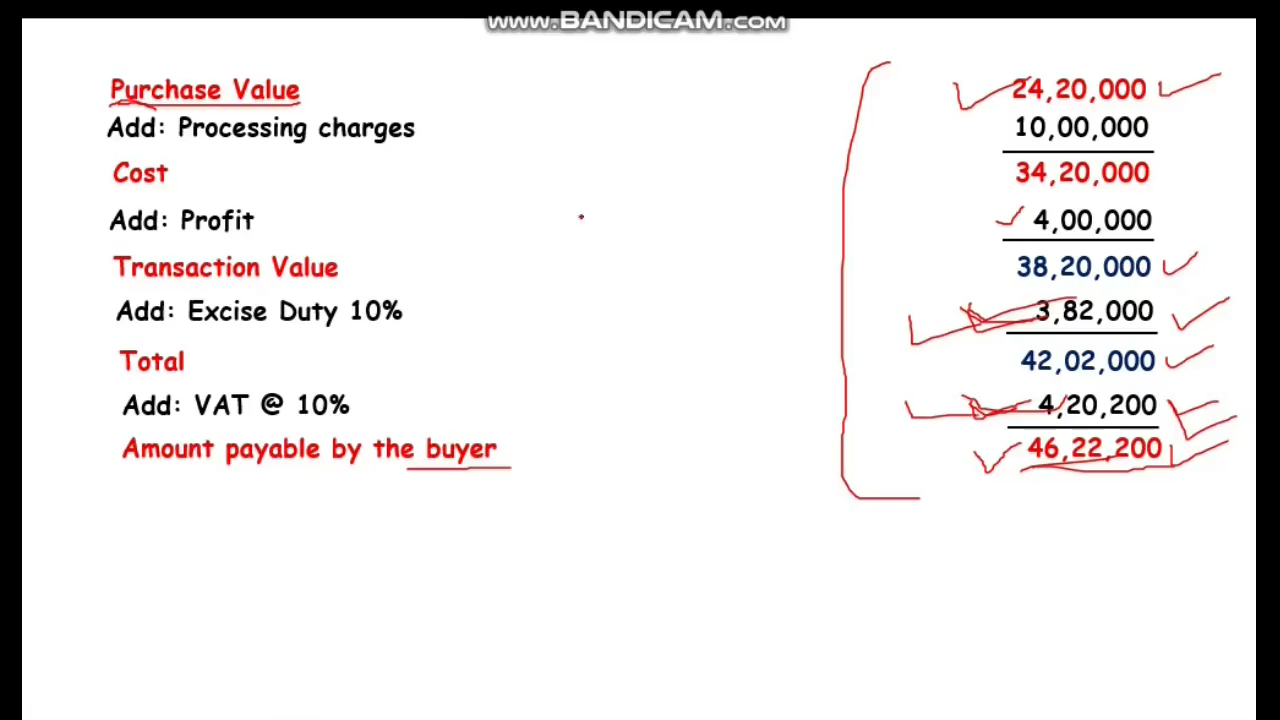 www.BANDICAM.com
Purchase Value 24,20,000
Add: Processing charges 10,00,000
Cost 34,20,000
Add: Profit 4,00,000
Transaction Value 38,20,000
Add: Excise Duty 10% 3,82,000
Total 42,02,000
Add: VAT @ 10% 4,20,200
Amount payable by the buyer 46,22,200